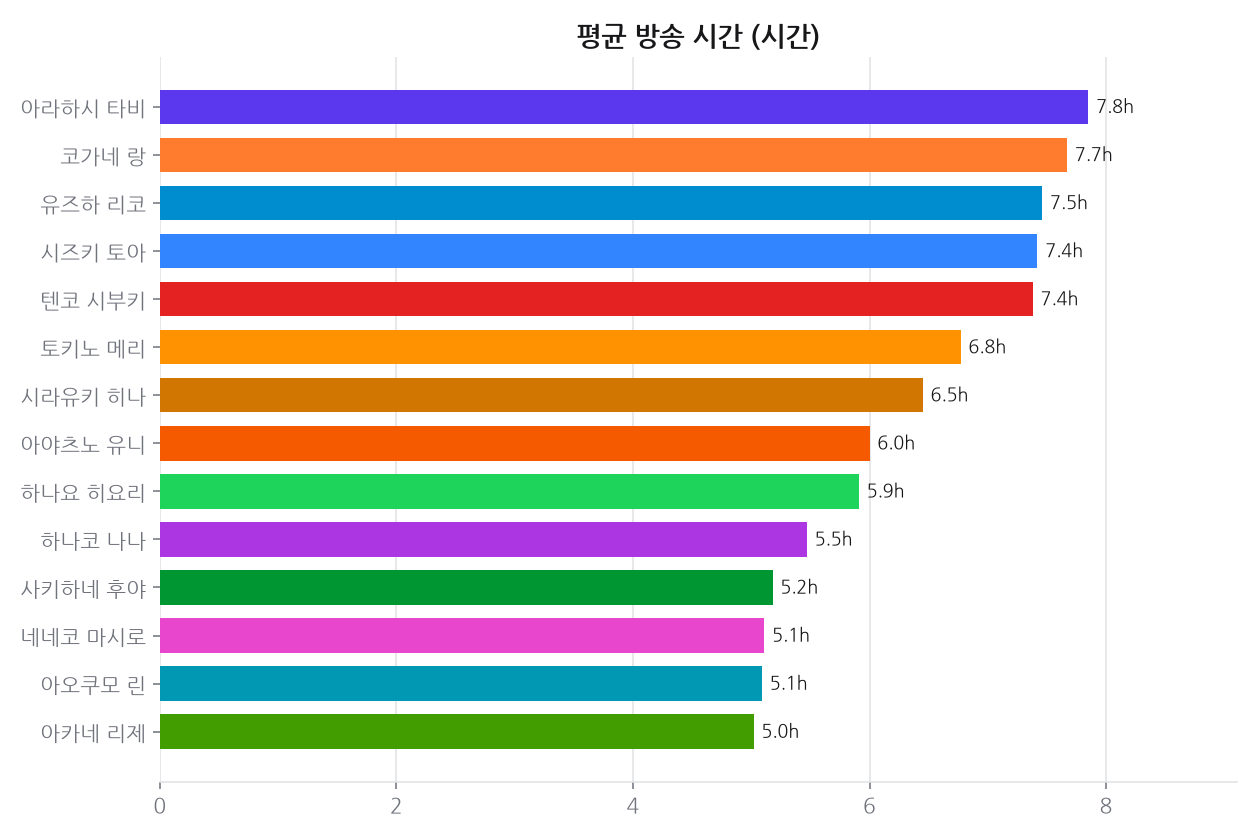 평균 방송 시간 (시간)
아라하시 타비 7.8h
코가네 랑 7.7h
유즈하 리코 7.5h
시즈키 토아 7.4h
텐코 시부키 7.4h
토키노 메리 6.8h
시라유키 히나 6.5h
아야츠노 유니 6.0h
하나요 히요리 5.9h
하나코 나나 5.5h
사키하네 후야 5.2h
네네코 마시로 5.1h
아오쿠모 린 5.1h
아카네 리제 5.0h
0 2 4 6 8